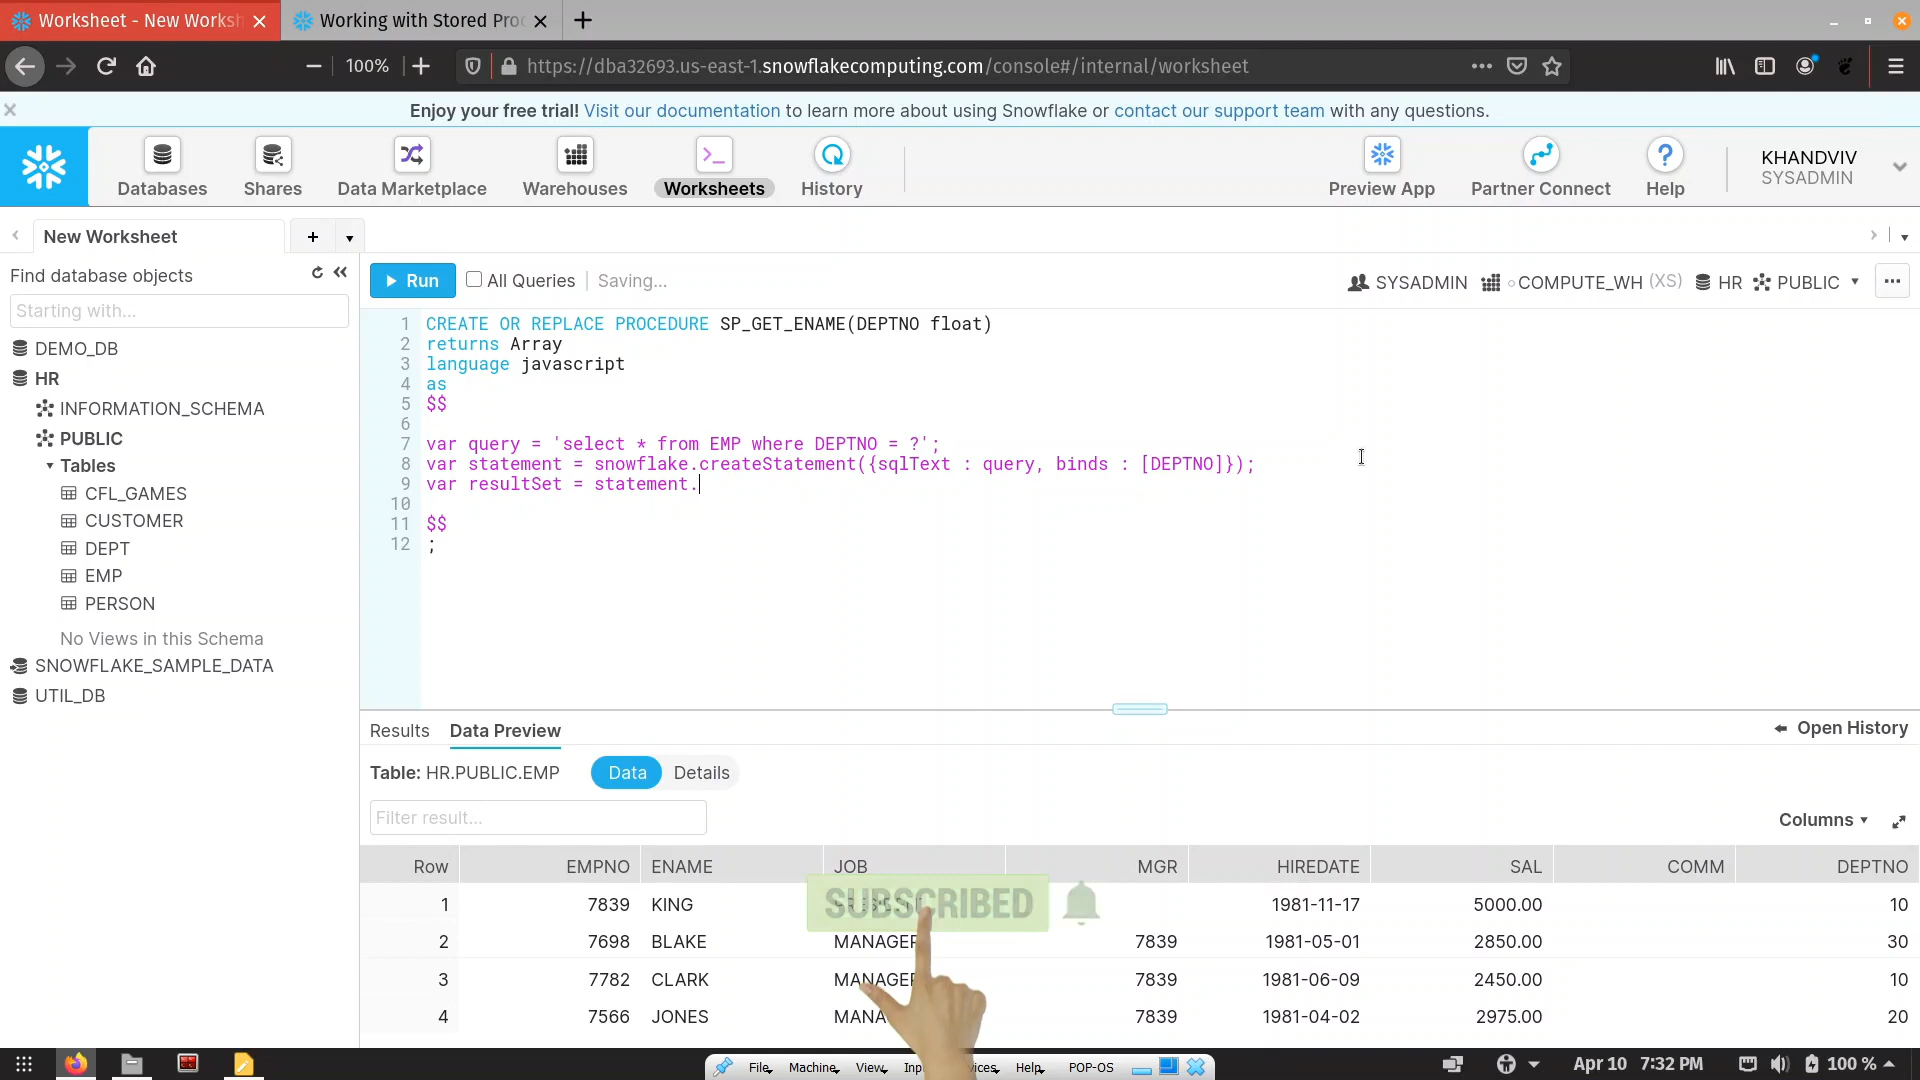 Worksheet - New Worksh
Working with Stored Pro
100%
https://dba32693.us-east-1.snowflakecomputing.com/console#/internal/worksheet
Enjoy your free trial! Visit our documentation to learn more about using Snowflake or contact our support team with any questions.
Databases
Shares
Data Marketplace
Warehouses
Worksheets
History
Preview App
Partner Connect
Help
KHANDVIV
SYSADMIN
New Worksheet
Find database objects
Starting with...
DEMO_DB
HR
INFORMATION_SCHEMA
PUBLIC
Tables
CFL_GAMES
CUSTOMER
DEPT
EMP
PERSON
No Views in this Schema
SNOWFLAKE_SAMPLE_DATA
UTIL_DB
Run All Queries Saving...
SYSADMIN COMPUTE_WH (XS) HR PUBLIC
1 CREATE OR REPLACE PROCEDURE SP_GET_ENAME(DEPTNO float)
2 returns Array
3 language javascript
4 as
5 $$
6
7 var query = 'select * from EMP where DEPTNO = ?';
8 var statement = snowflake.createStatement({sqlText : query, binds : [DEPTNO]});
9 var resultSet = statement.
10
11 $$
12 ;
Results Data Preview
Open History
Table: HR.PUBLIC.EMP Data Details
Filter result...
Columns
Row EMPNO ENAME JOB MGR HIREDATE SAL COMM DEPTNO
1 7839 KING 1981-11-17 5000.00 10
SUBSCRIBED
2 7698 BLAKE MANAGER 7839 1981-05-01 2850.00 30
3 7782 CLARK MANAGER 7839 1981-06-09 2450.00 10
4 7566 JONES 7839 1981-04-02 2975.00 20
File Machine View Help POP-OS
Apr 10 7:32 PM
100 %